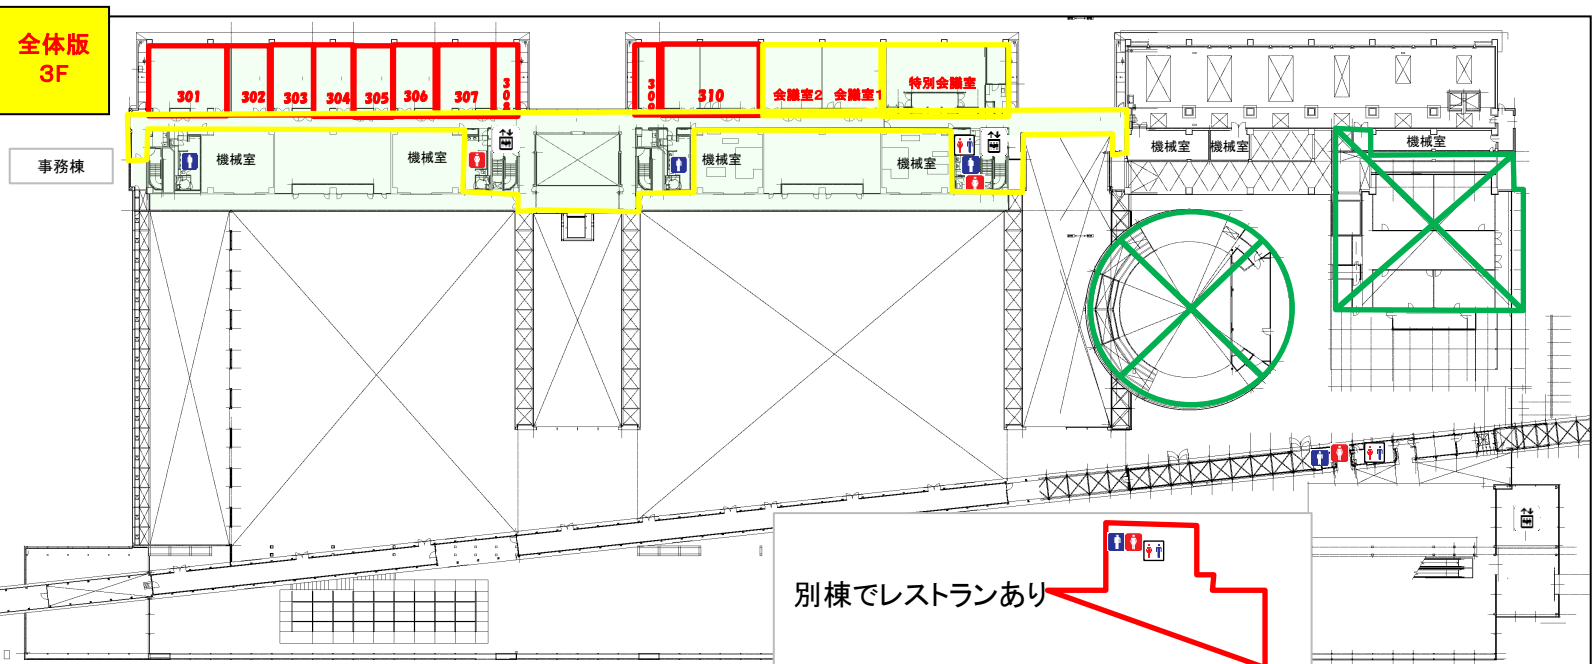 全体版
3F
301
302
303
304
305
306
307
308
309
310
会議室2
会議室1
特別会議室
事務棟
機械室
機械室
機械室
機械室
機械室
機械室
機械室
別棟でレストランあり